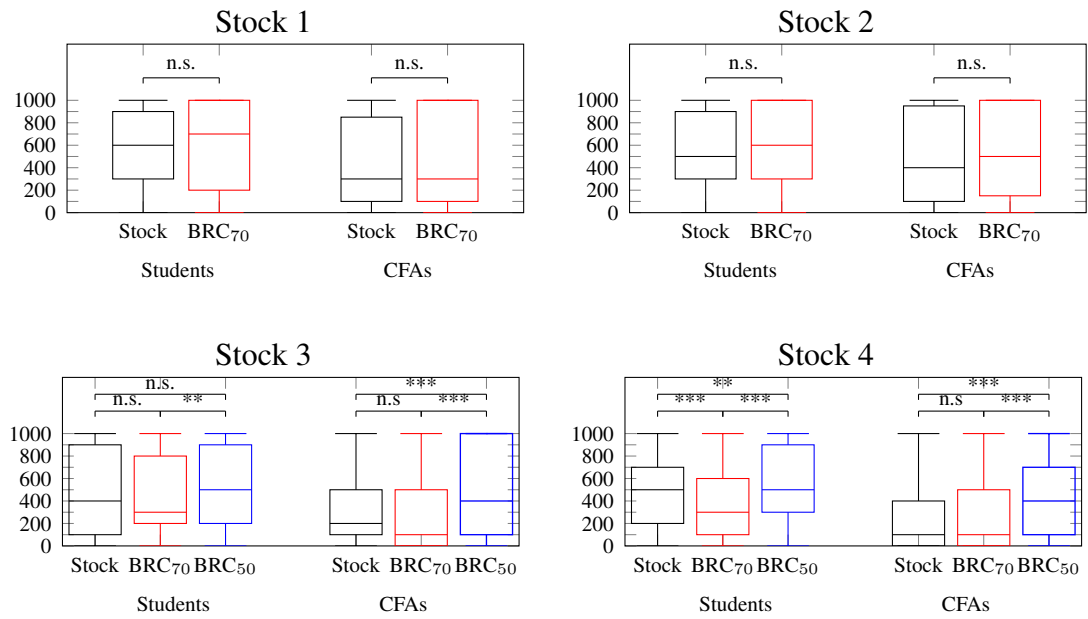 Stock 1
n.s.
n.s.
1000
800
600
400
200
0
Stock BRC₇₀ Stock BRC₇₀
Students CFAs
Stock 2
n.s.
n.s.
1000
800
600
400
200
0
Stock BRC₇₀ Stock BRC₇₀
Students CFAs
Stock 3
n.s. ***
n.s. ** n.s ***
1000
800
600
400
200
0
Stock BRC₇₀ BRC₅₀ Stock BRC₇₀ BRC₅₀
Students CFAs
Stock 4
** ***
*** *** n.s ***
1000
800
600
400
200
0
Stock BRC₇₀ BRC₅₀ Stock BRC₇₀ BRC₅₀
Students CFAs